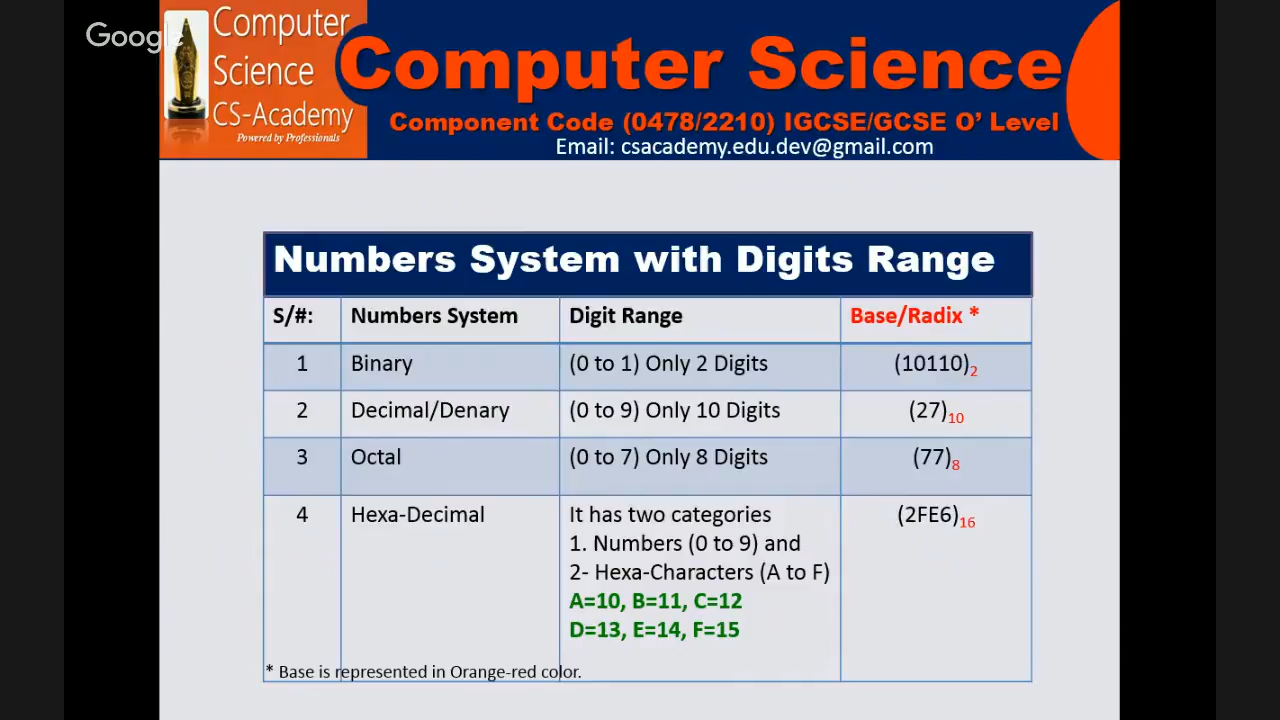 Google
Computer
Science
CS-Academy
Powered by Professionals
Computer Science
Component Code (0478/2210) IGCSE/GCSE O’ Level
Email: csacademy.edu.dev@gmail.com
Numbers System with Digits Range
S/#: Numbers System Digit Range Base/Radix *
1 Binary (0 to 1) Only 2 Digits (10110)2
2 Decimal/Denary (0 to 9) Only 10 Digits (27)10
3 Octal (0 to 7) Only 8 Digits (77)8
4 Hexa-Decimal It has two categories (2FE6)16
1. Numbers (0 to 9) and
2- Hexa-Characters (A to F)
A=10, B=11, C=12
D=13, E=14, F=15
* Base is represented in Orange-red color.